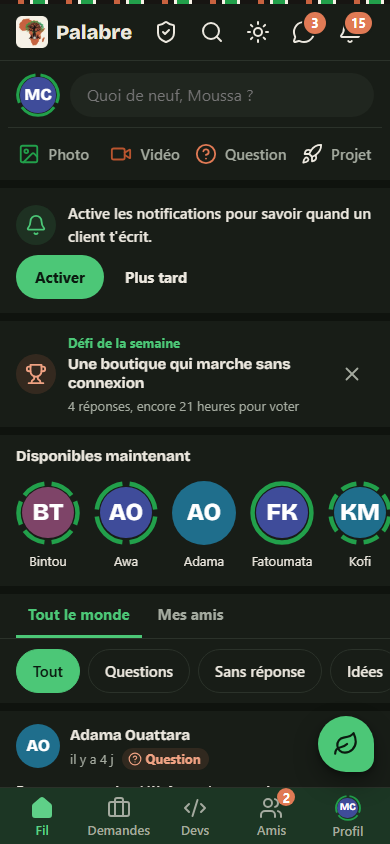 Palabre
3
15
MC
Quoi de neuf, Moussa ?
Photo
Vidéo
Question
Projet
Active les notifications pour savoir quand un
client t'écrit.
Activer
Plus tard
Défi de la semaine
Une boutique qui marche sans
connexion
4 réponses, encore 21 heures pour voter
Disponibles maintenant
BT
AO
AO
FK
KM
Bintou
Awa
Adama
Fatoumata
Kofi
Tout le monde
Mes amis
Tout
Questions
Sans réponse
Idées
AO
Adama Ouattara
il y a 4 j
Question
2
MC
Fil
Demandes
Devs
Amis
Profil